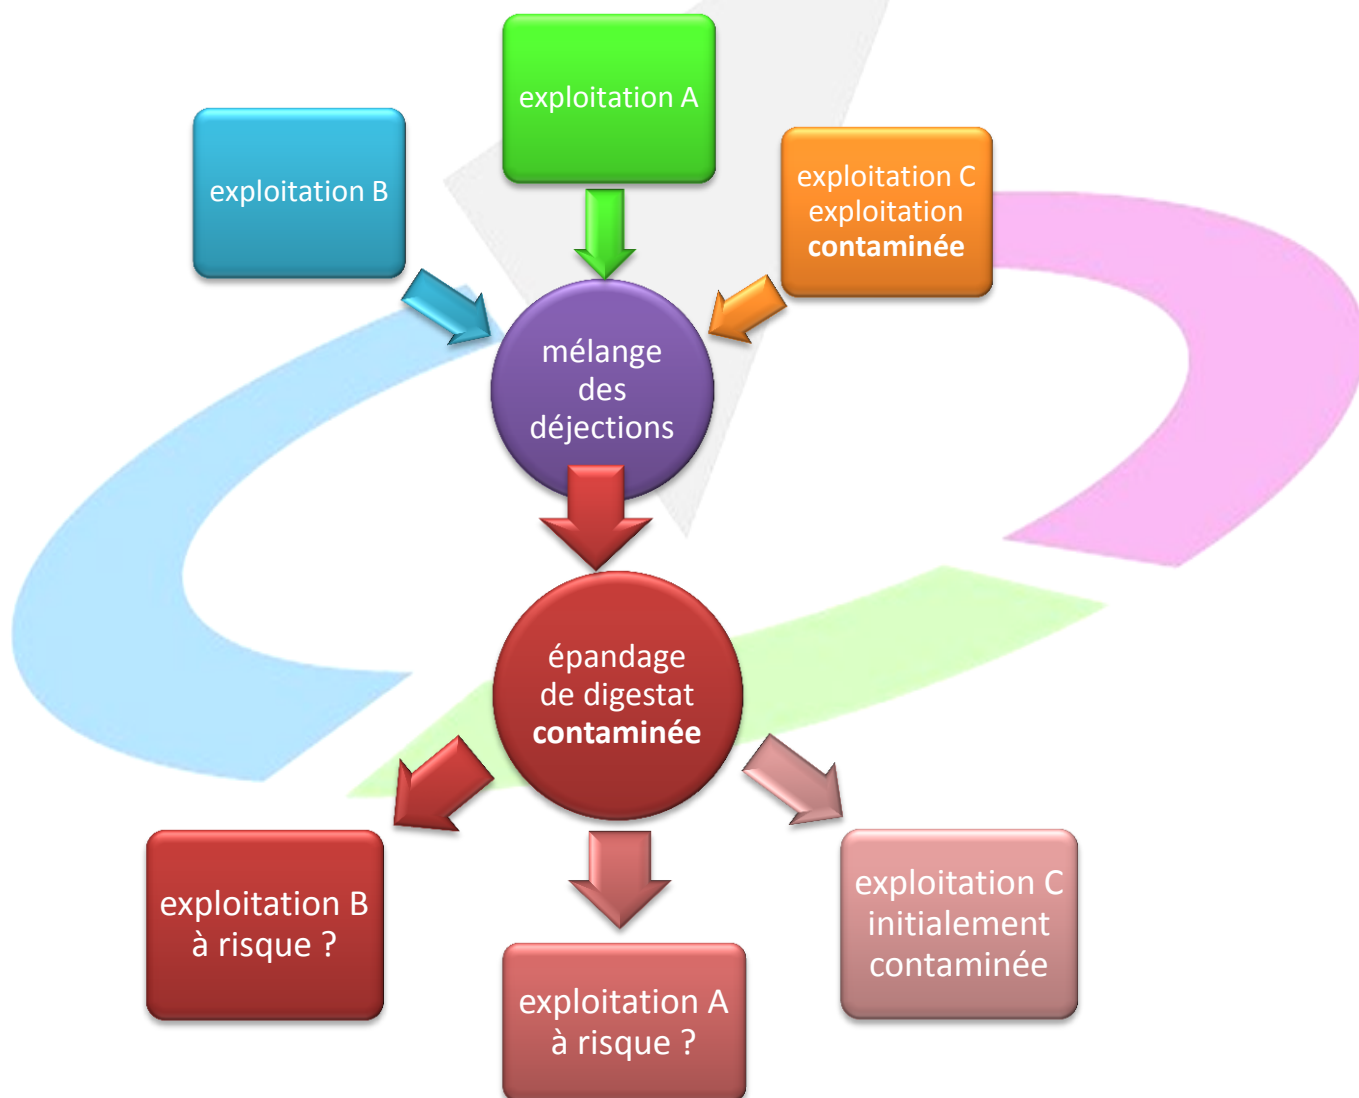 exploitation A
exploitation B
exploitation C
exploitation
contaminée
mélange
des
déjections
épandage
de digestat
contaminée
exploitation B
à risque ?
exploitation A
à risque ?
exploitation C
initialement
contaminée